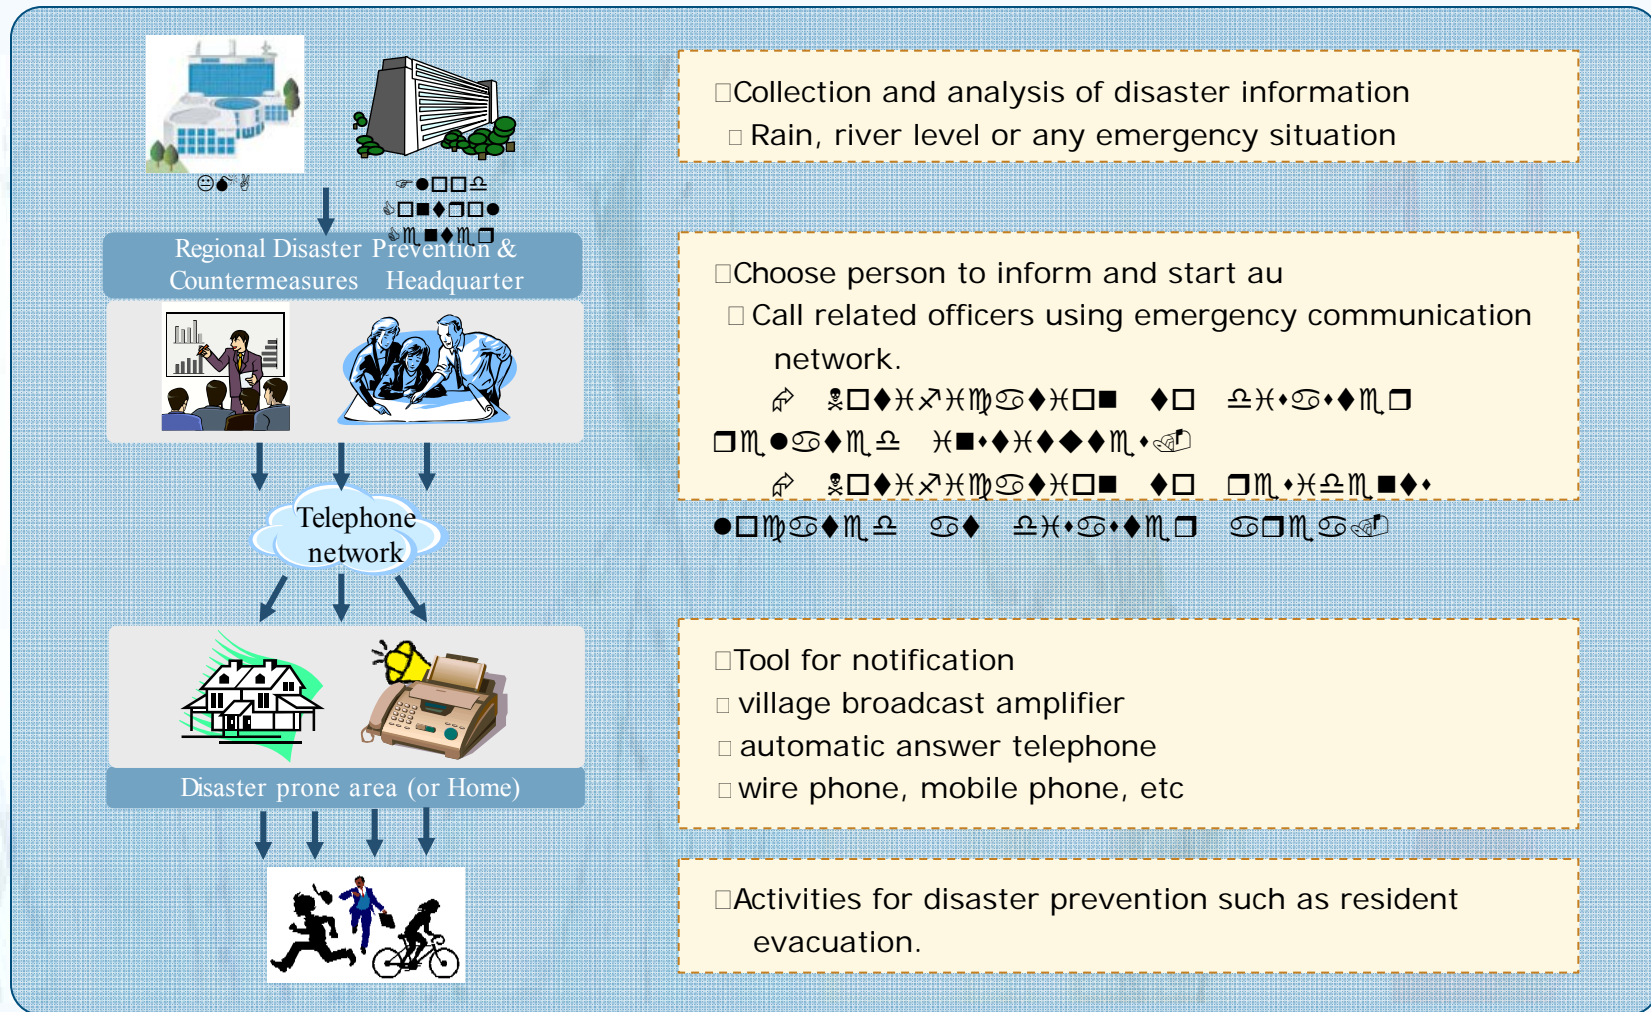 Regional Disaster Prevention &
Countermeasures Headquarter
Telephone
network
Disaster prone area (or Home)
□Collection and analysis of disaster information
□ Rain, river level or any emergency situation
□Choose person to inform and start au
□ Call related officers using emergency communication
network.
□Tool for notification
□ village broadcast amplifier
□ automatic answer telephone
□ wire phone, mobile phone, etc
□Activities for disaster prevention such as resident
evacuation.